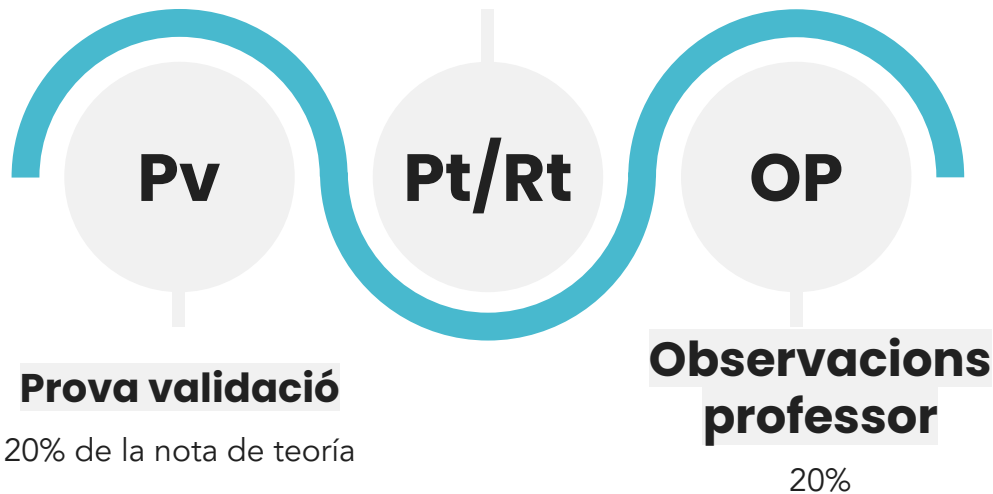 Pv
Pt/Rt
OP
Prova validació
20% de la nota de teoría
Observacions
professor
20%